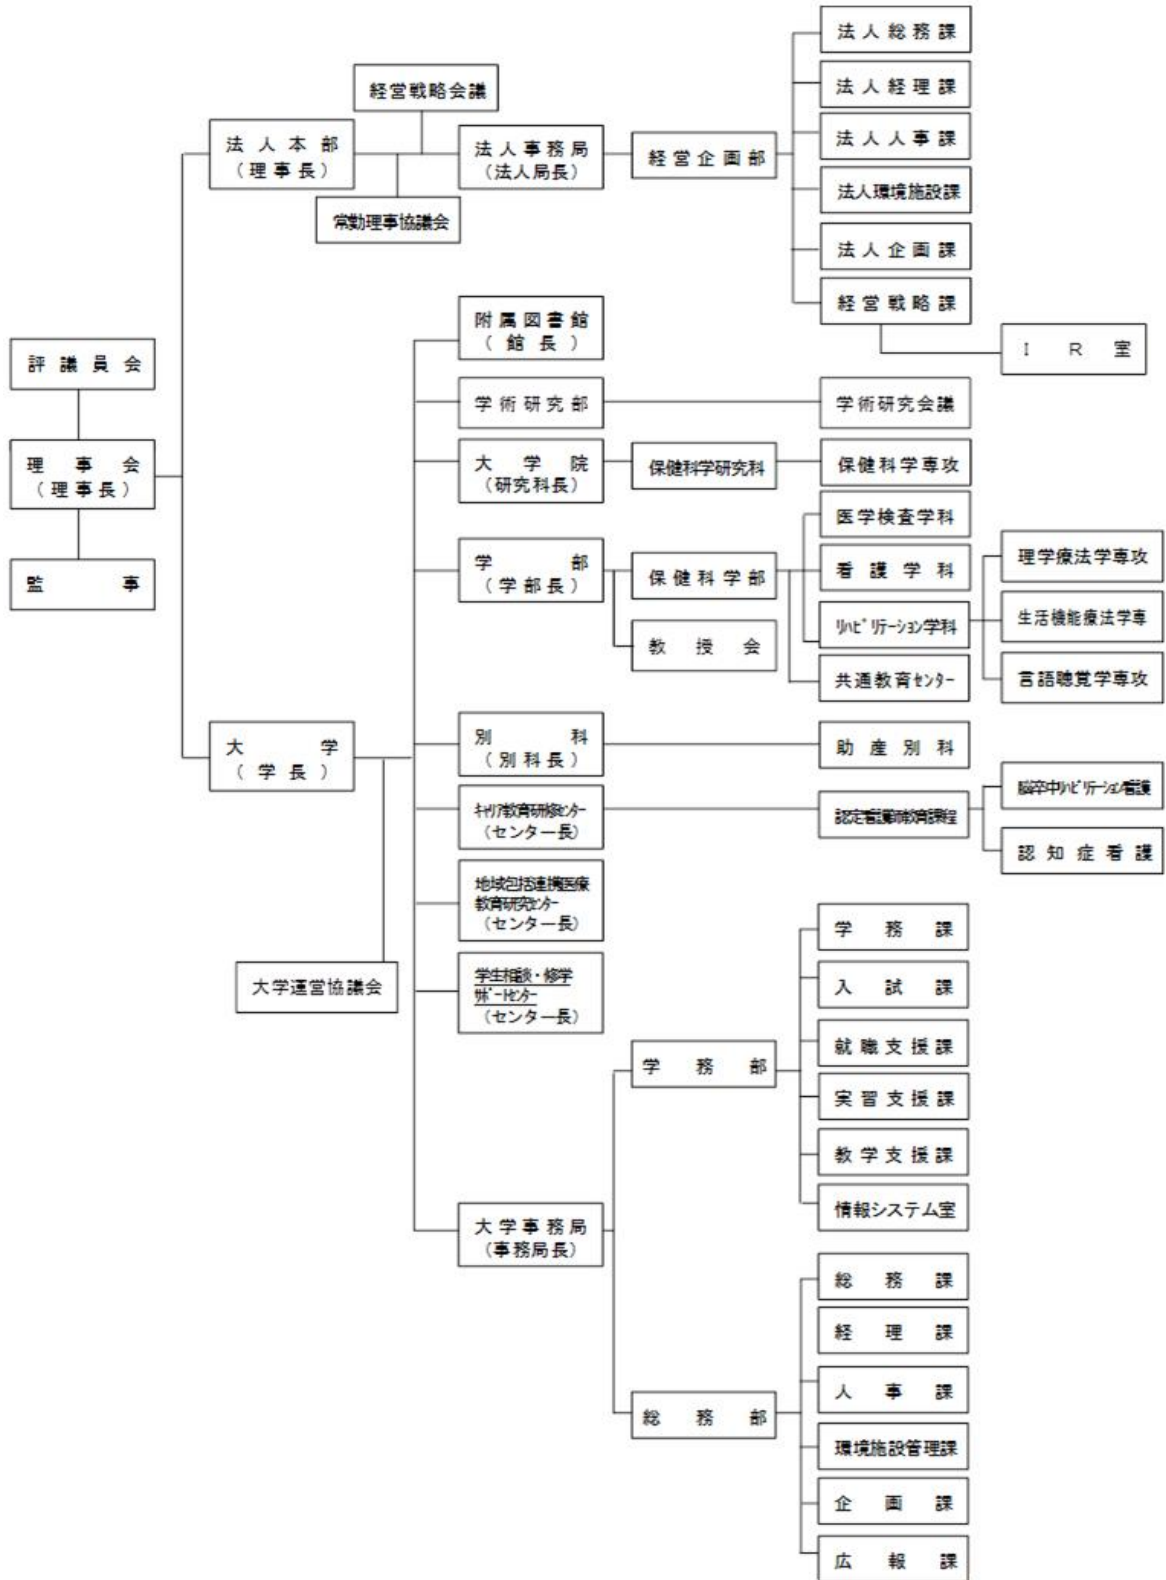 法人総務課
経営戦略会議
法人経理課
法人本部
(理事長)
法人事務局
(法人局長)
経営企画部
法人人事課
法人環境施設課
常勤理事協議会
法人企画課
経営戦略課
附属図書館
(館長)
IR室
評議員会
学術研究部
学術研究会議
理事会
(理事長)
大学院
(研究科長)
保健科学研究科
保健科学専攻
医学検査学科
監事
学部
(学部長)
保健科学部
看護学科
理学療法学専攻
リハビリテーション学科
生活機能療法学専
教授会
共通教育センター
言語聴覚学専攻
大学
(学長)
別科
(別科長)
助産別科
キャリア教育研修センター
(センター長)
認定看護師教育課程
脳卒中リハビリテーション看護
認知症看護
地域包括連携医療
教育研究センター
(センター長)
学務課
大学運営協議会
学生相談・修学
サポートセンター
(センター長)
入試課
就職支援課
学務部
実習支援課
教学支援課
情報システム室
大学事務局
(事務局長)
総務課
経理課
人事課
総務部
環境施設管理課
企画課
広報課